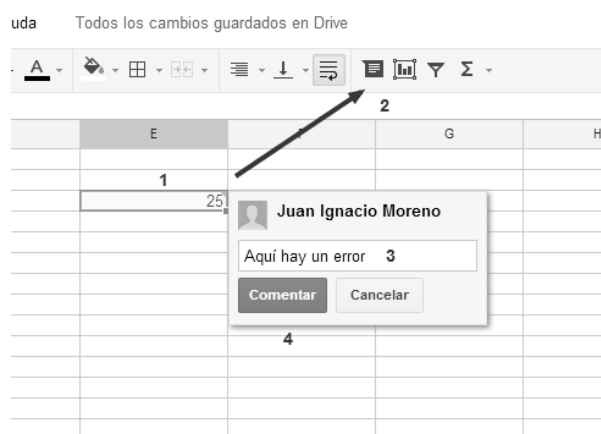 uda Todos los cambios guardados en Drive
A Σ
2
E F G H
1
25
Juan Ignacio Moreno
Aquí hay un error 3
Comentar Cancelar
4